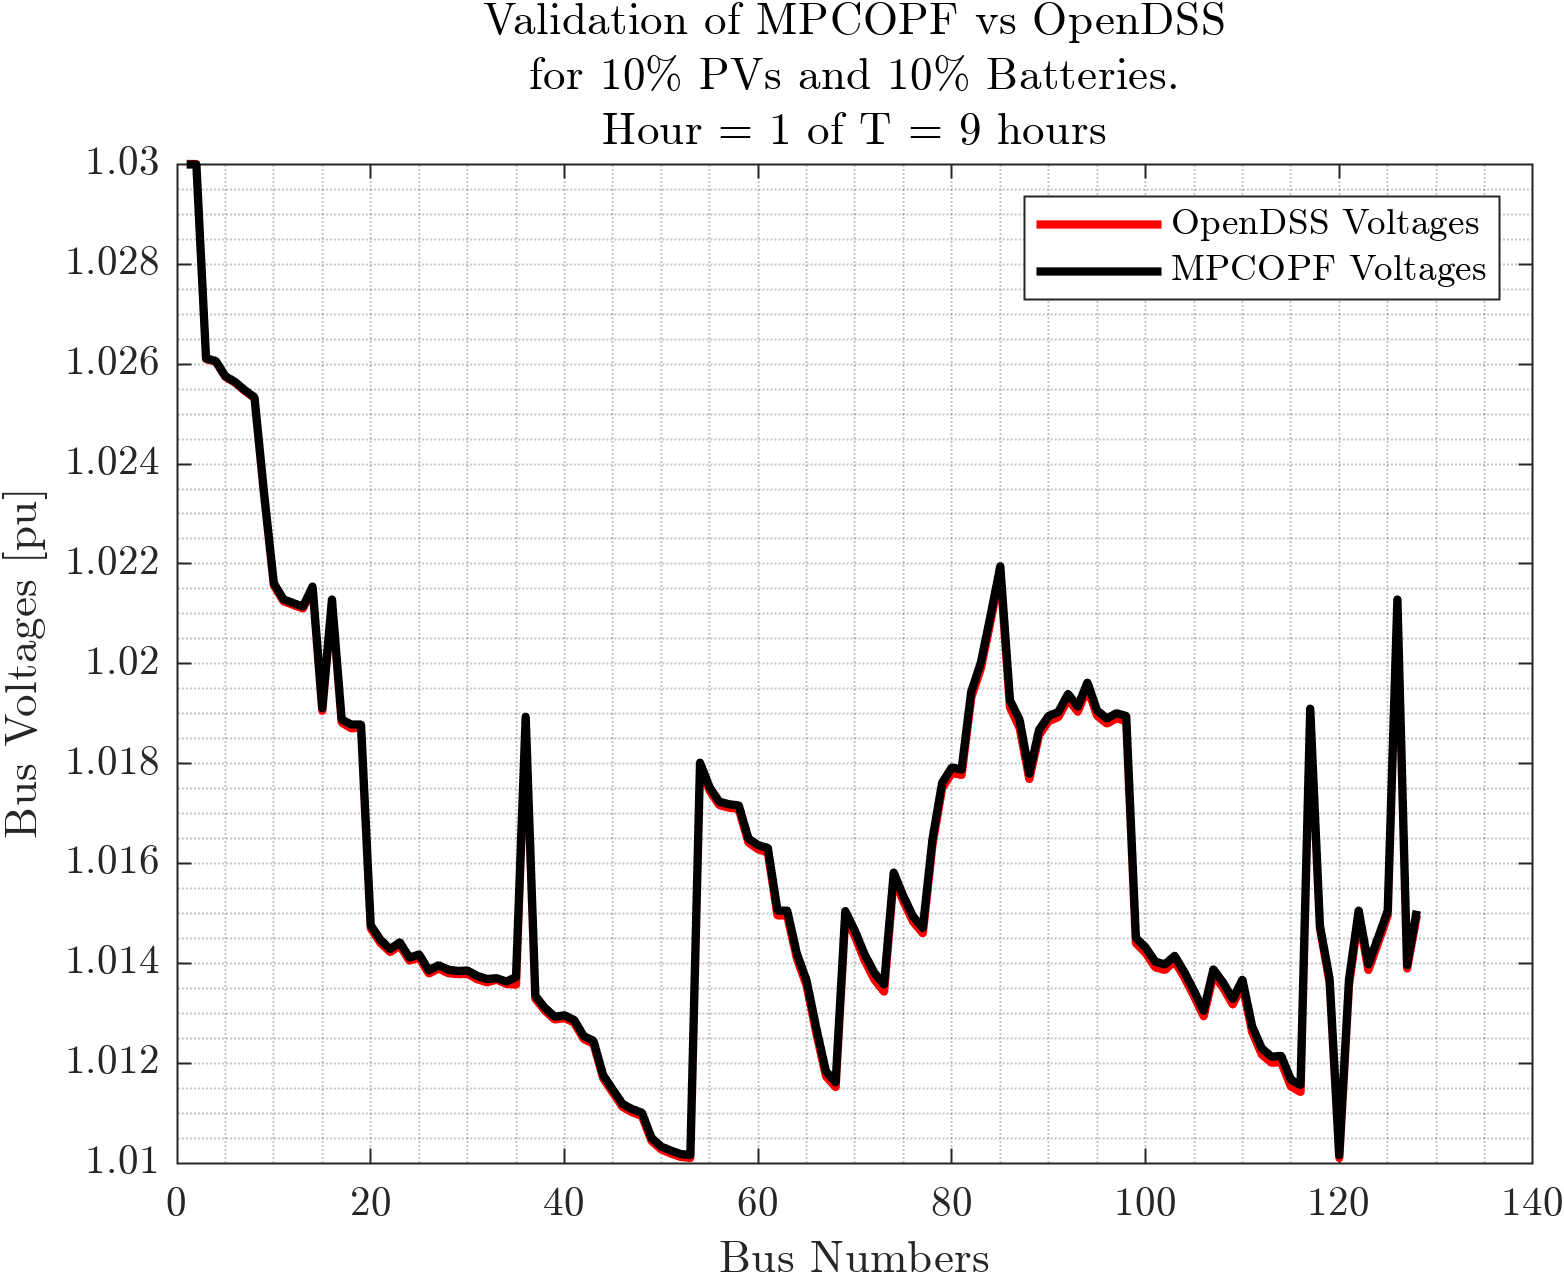 Validation of MPCOPF vs OpenDSS
for 10% PVs and 10% Batteries.
Hour = 1 of T = 9 hours
OpenDSS Voltages
MPCOPF Voltages
Bus Voltages [pu]
1.03
1.028
1.026
1.024
1.022
1.02
1.018
1.016
1.014
1.012
1.01
0 20 40 60 80 100 120 140
Bus Numbers